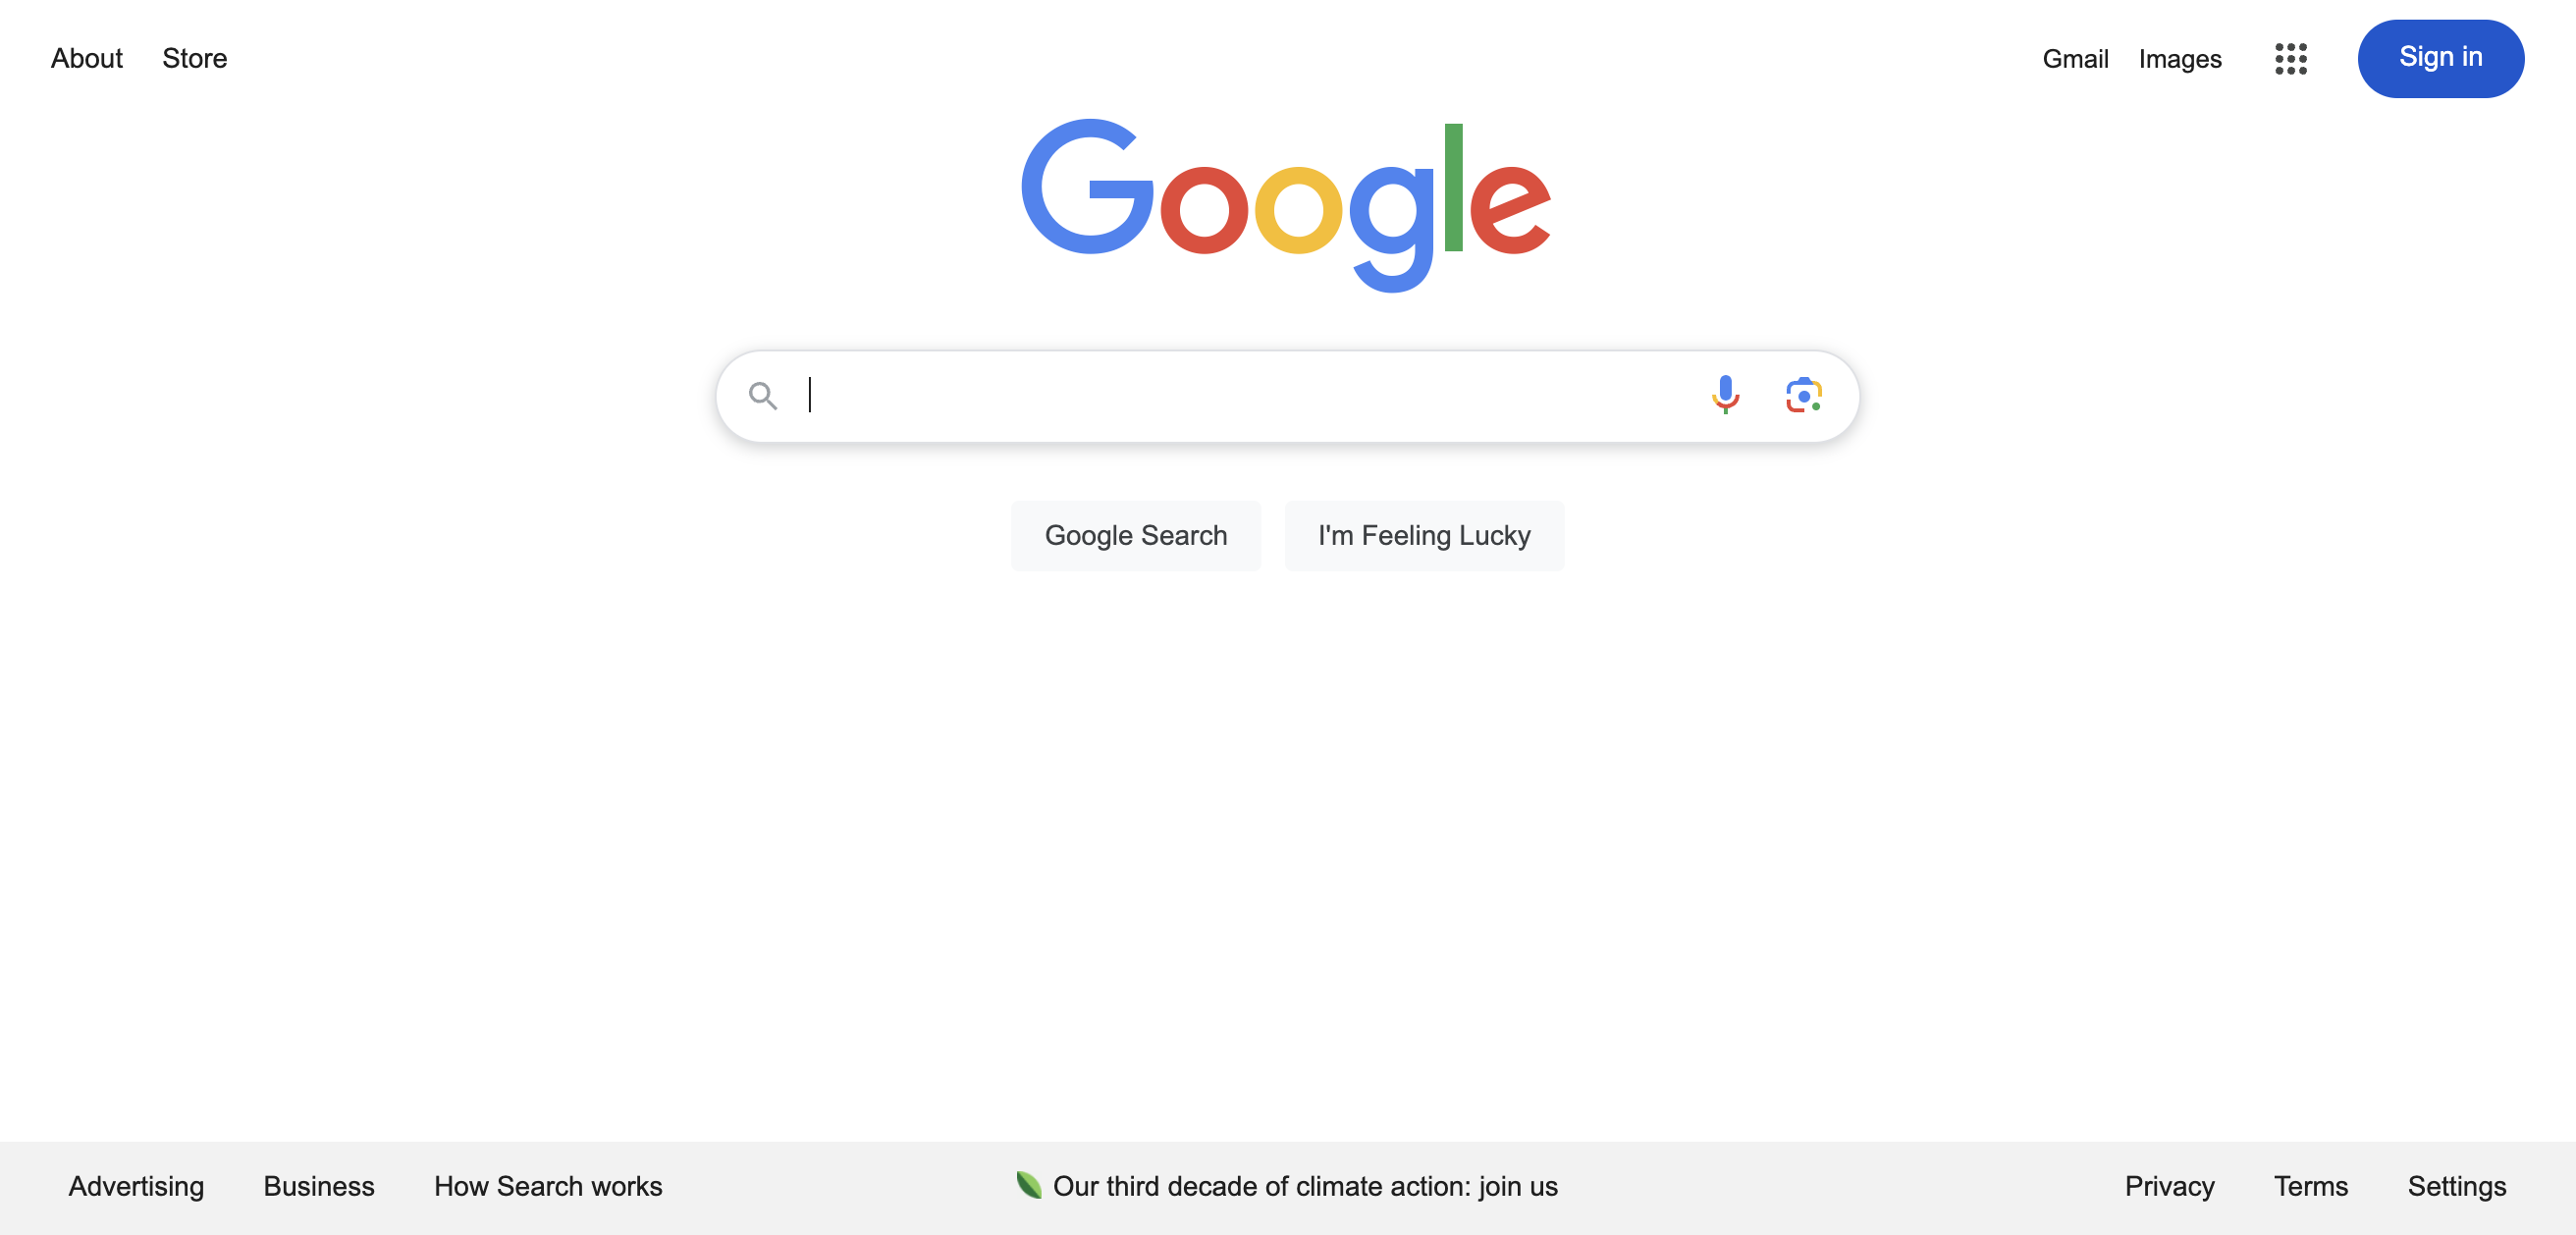 About Store Gmail Images Sign in
Google
Google Search I'm Feeling Lucky
Advertising Business How Search works Our third decade of climate action: join us Privacy Terms Settings